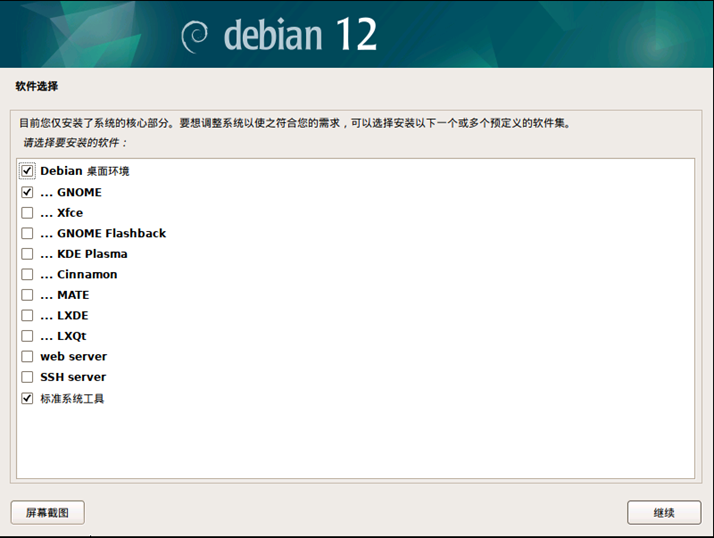 debian 12
软件选择
目前您仅安装了系统的核心部分。要想调整系统以使之符合您的需求，可以选择安装以下一个或多个预定义的软件集。
请选择要安装的软件：
Debian 桌面环境
... GNOME
... Xfce
... GNOME Flashback
... KDE Plasma
... Cinnamon
... MATE
... LXDE
... LXQt
web server
SSH server
标准系统工具
屏幕截图
继续